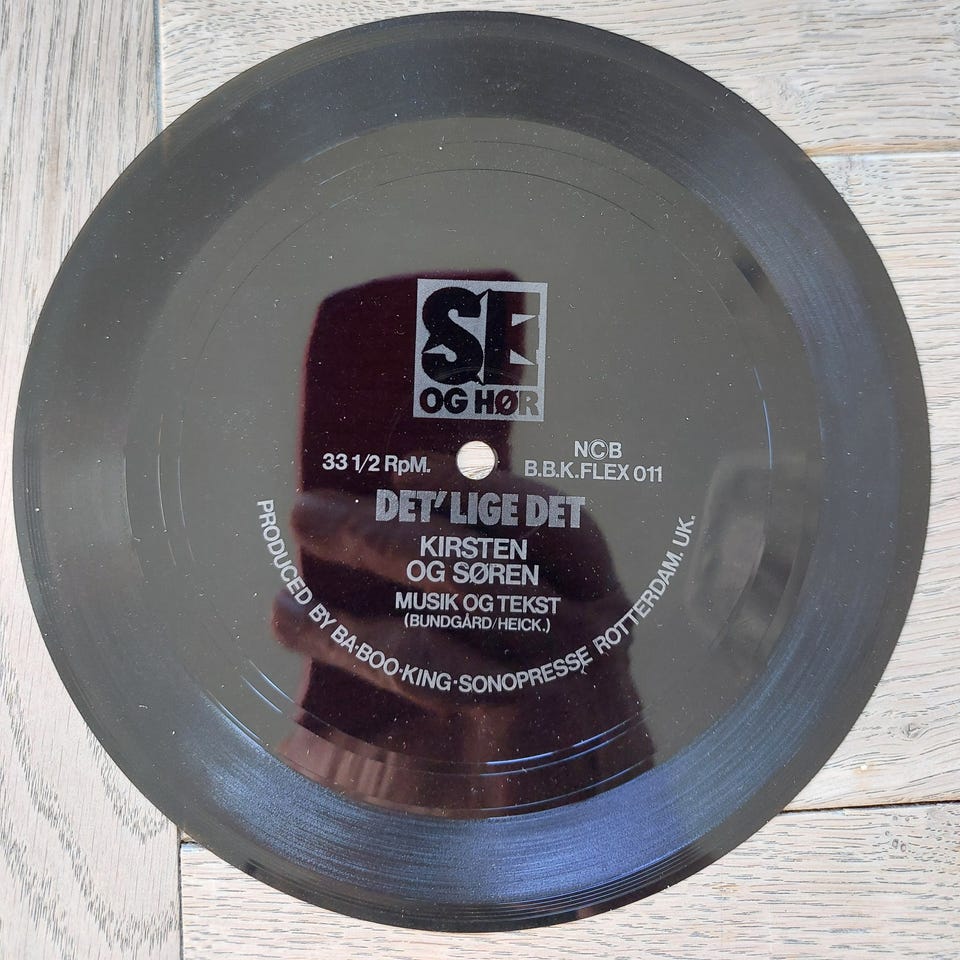 SE
OG HØR
33 1/2 RpM.
NCB
B.B.K.FLEX 011
DET' LIGE DET
KIRSTEN
OG SØREN
MUSIK OG TEKST
(BUNDGÅRD/HEICK.)
PRODUCED BY BA·BOO·KING·SONOPRESSE ROTTERDAM. UK.